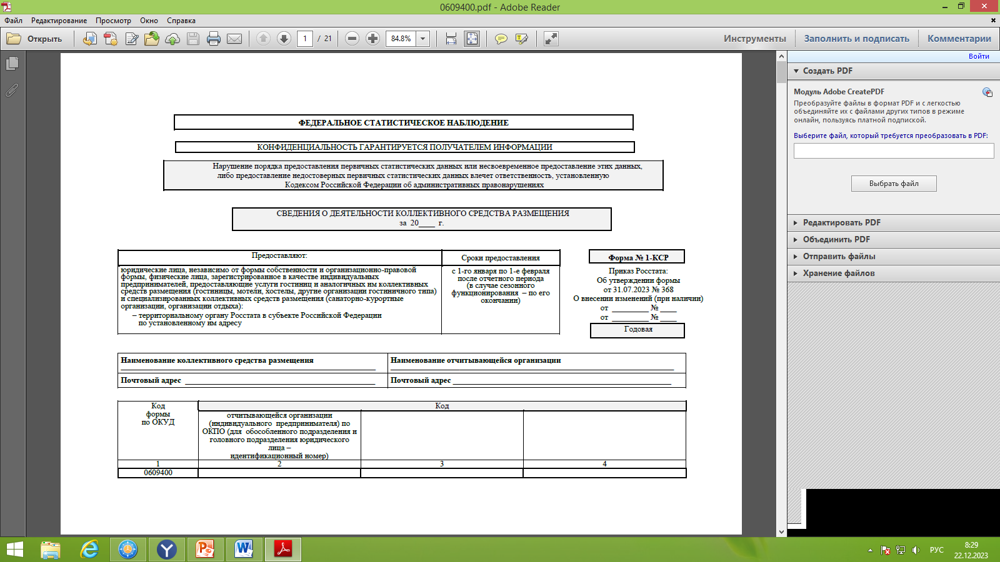 0609400.pdf - Adobe Reader
Файл Редактирование Просмотр Окно Справка
Открыть 1 / 21 84.8% Инструменты Заполнить и подписать Комментарии
Войти
Создать PDF
Модуль Adobe CreatePDF
Преобразуйте файлы в формат PDF и с легкостью
объединяйте их с файлами других типов в режиме
онлайн, пользуясь платной подпиской.
Выберите файл, который требуется преобразовать в PDF:
Выбрать файл
Редактировать PDF
Объединить PDF
Отправить файлы
Хранение файлов
ФЕДЕРАЛЬНОЕ СТАТИСТИЧЕСКОЕ НАБЛЮДЕНИЕ
КОНФИДЕНЦИАЛЬНОСТЬ ГАРАНТИРУЕТСЯ ПОЛУЧАТЕЛЕМ ИНФОРМАЦИИ
Нарушение порядка предоставления первичных статистических данных или несвоевременное предоставление этих данных,
либо предоставление недостоверных первичных статистических данных влечет ответственность, установленную
Кодексом Российской Федерации об административных правонарушениях
СВЕДЕНИЯ О ДЕЯТЕЛЬНОСТИ КОЛЛЕКТИВНОГО СРЕДСТВА РАЗМЕЩЕНИЯ
за 20____ г.
Предоставляют:
юридические лица, независимо от формы собственности и организационно-правовой
формы, физические лица, зарегистрированное в качестве индивидуальных
предпринимателей, предоставляющие услуги гостиниц и аналогичных им коллективных
средств размещения (гостиницы, мотели, хостелы, другие организации гостиничного типа)
и специализированных коллективных средств размещения (санаторно-курортные
организации, организации отдыха):
– территориальному органу Росстата в субъекте Российской Федерации
по установленному им адресу
Сроки предоставления
с 1-го января по 1-е февраля
после отчетного периода
(в случае сезонного
функционирования – по его
окончании)
Форма № 1-КСР
Приказ Росстата:
Об утверждении формы
от 31.07.2023 № 368
О внесении изменений (при наличии)
от _________ № ____
от _________ № ____
Годовая
Наименование коллективного средства размещения
Наименование отчитывающейся организации
Почтовый адрес
Почтовый адрес
Код
формы
по ОКУД
Код
отчитывающейся организации
(индивидуального предпринимателя) по
ОКПО (для обособленного подразделения и
головного подразделения юридического
лица –
идентификационный номер)
1 2 3 4
0609400
РУС
8:29
22.12.2023